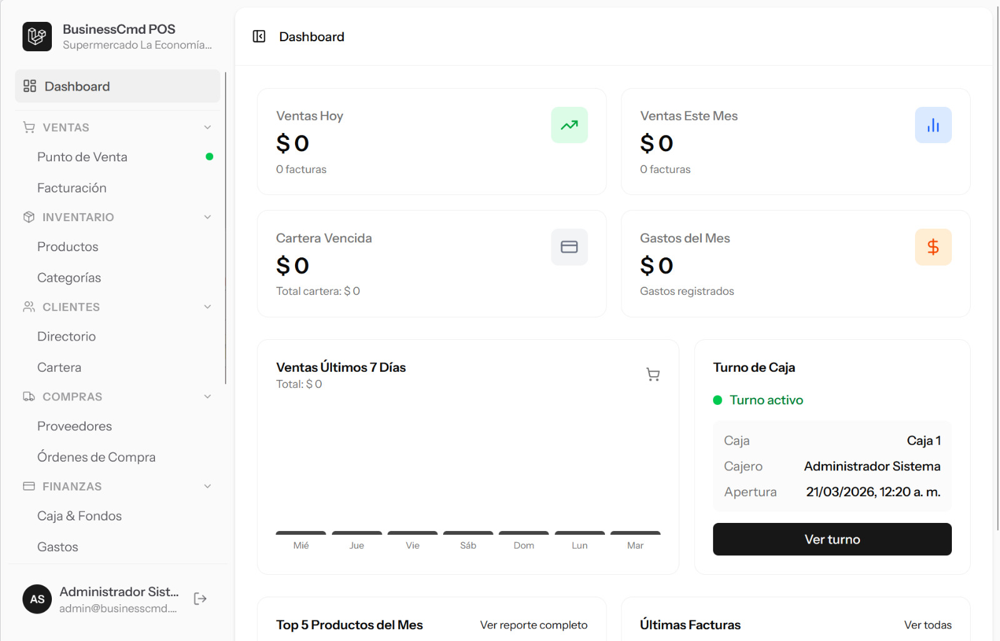 BusinessCmd POS
Supermercado La Economía...
Dashboard
VENTAS
Punto de Venta
Facturación
INVENTARIO
Productos
Categorías
CLIENTES
Directorio
Cartera
COMPRAS
Proveedores
Órdenes de Compra
FINANZAS
Caja & Fondos
Gastos
AS
Administrador Sist...
admin@businesscmd....
Dashboard
Ventas Hoy
$ 0
0 facturas
Ventas Este Mes
$ 0
0 facturas
Cartera Vencida
$ 0
Total cartera: $ 0
Gastos del Mes
$ 0
Gastos registrados
Ventas Últimos 7 Días
Total: $ 0
Mié Jue Vie Sáb Dom Lun Mar
Turno de Caja
Turno activo
Caja Caja 1
Cajero Administrador Sistema
Apertura 21/03/2026, 12:20 a. m.
Ver turno
Top 5 Productos del Mes Ver reporte completo
Últimas Facturas Ver todas